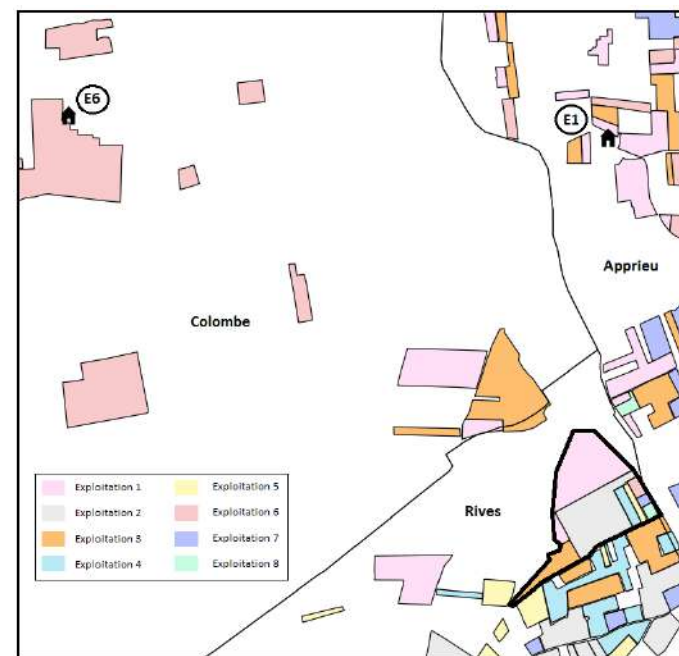 E6
E1
Apprieu
Colombe
Rives
Exploitation 1
Exploitation 2
Exploitation 3
Exploitation 4
Exploitation 5
Exploitation 6
Exploitation 7
Exploitation 8